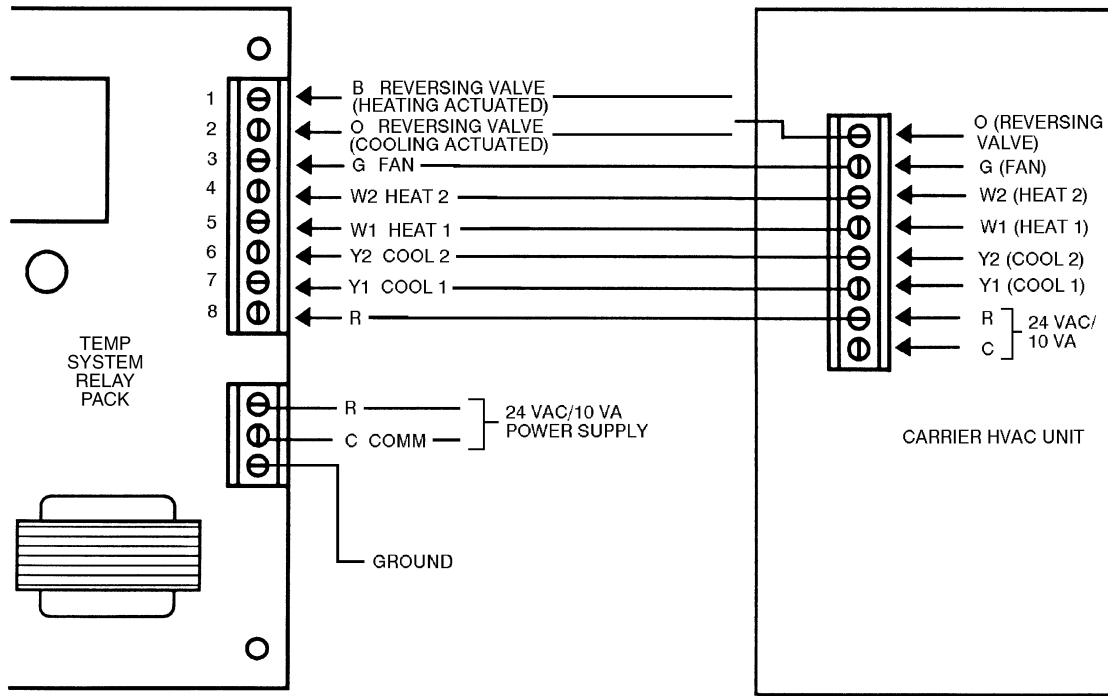 1
B REVERSING VALVE
(HEATING ACTUATED)
2
O REVERSING VALVE
(COOLING ACTUATED)
3
G FAN
4
W2 HEAT 2
5
W1 HEAT 1
6
Y2 COOL 2
7
Y1 COOL 1
8
R
TEMP
SYSTEM
RELAY
PACK
R
C COMM
24 VAC/10 VA
POWER SUPPLY
GROUND
O (REVERSING
VALVE)
G (FAN)
W2 (HEAT 2)
W1 (HEAT 1)
Y2 (COOL 2)
Y1 (COOL 1)
R
C
24 VAC/
10 VA
CARRIER HVAC UNIT